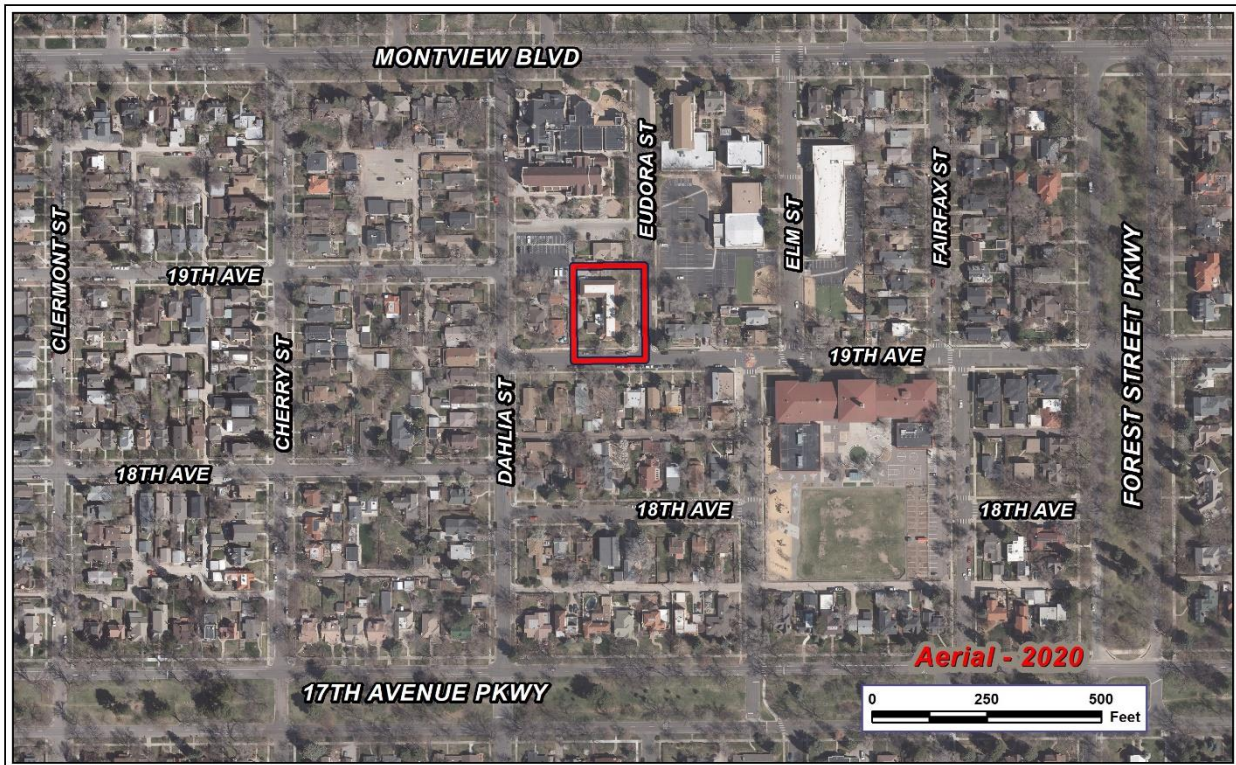 MONTVIEW BLVD
EUDORA ST
ELM ST
FAIRFAX ST
CLERMONT ST
19TH AVE
FOREST STREET PKWY
CHERRY ST
19TH AVE
DAHLIA ST
18TH AVE
18TH AVE
18TH AVE
Aerial - 2020
17TH AVENUE PKWY
0 250 500
Feet